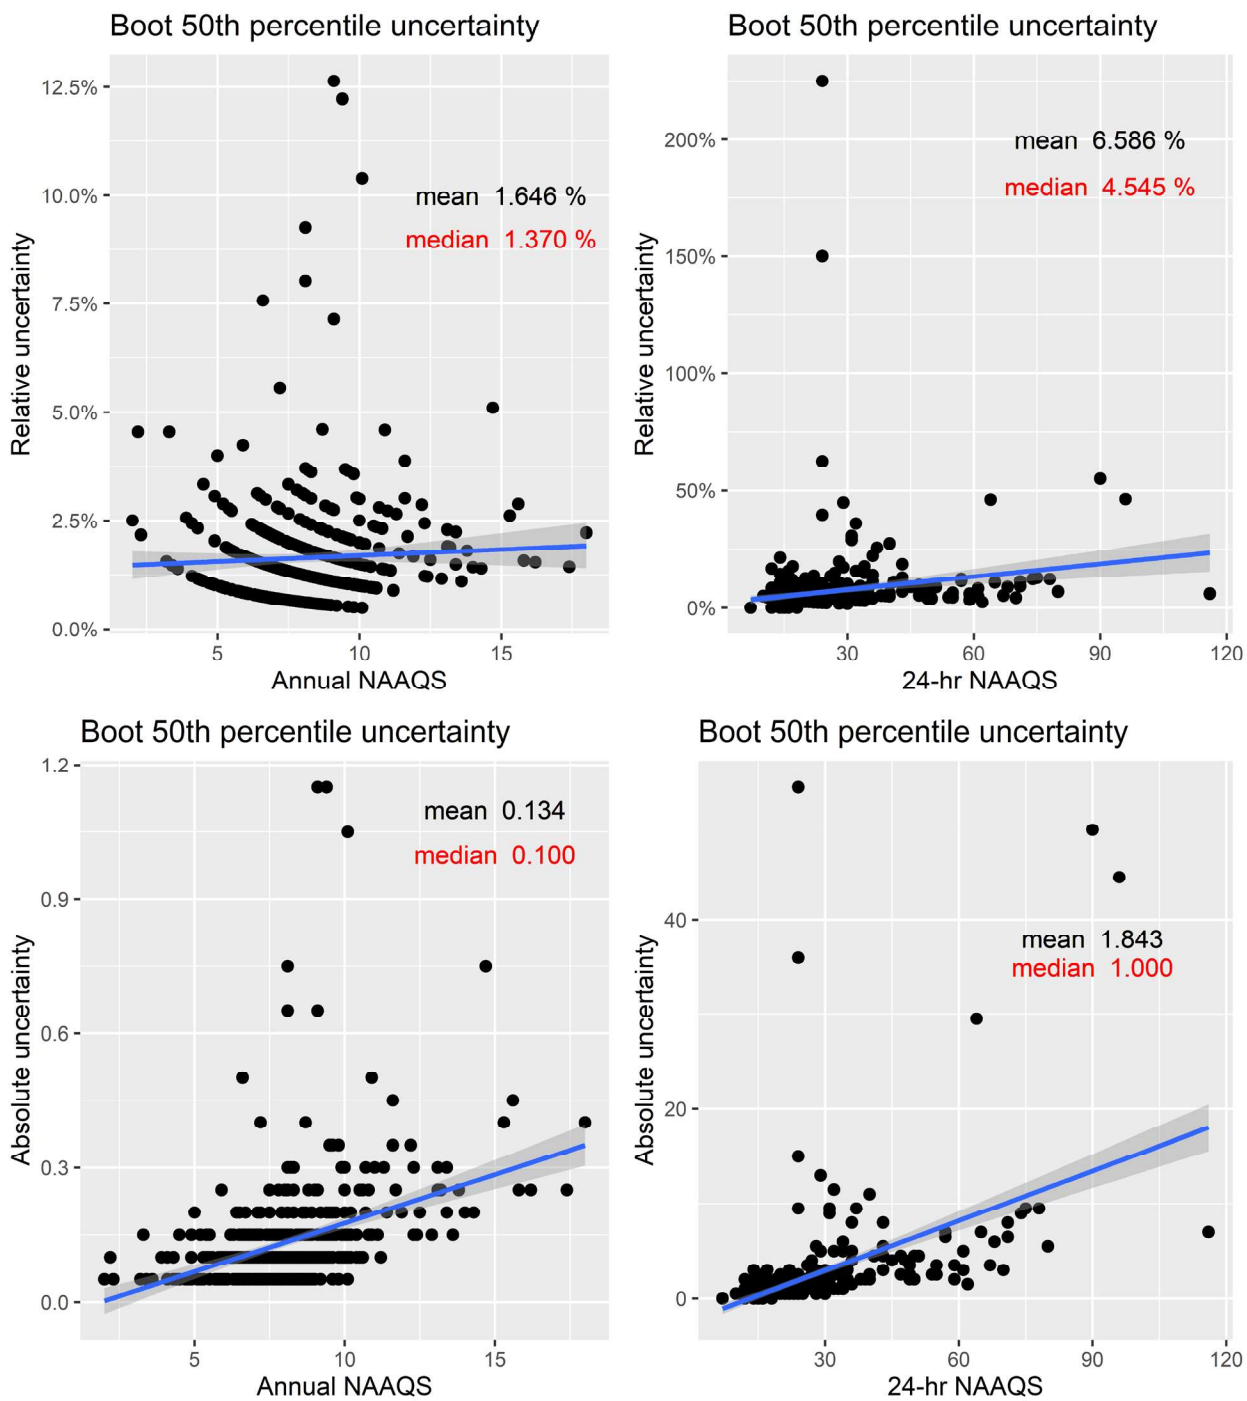 Boot 50th percentile uncertainty
Relative uncertainty
12.5%
10.0%
7.5%
5.0%
2.5%
0.0%
mean 1.646 %
median 1.370 %
5
10
15
Annual NAAQS
Boot 50th percentile uncertainty
Relative uncertainty
200%
150%
100%
50%
0%
mean 6.586 %
median 4.545 %
30
60
90
120
24-hr NAAQS
Boot 50th percentile uncertainty
Absolute uncertainty
1.2
0.9
0.6
0.3
0.0
mean 0.134
median 0.100
5
10
15
Annual NAAQS
Boot 50th percentile uncertainty
Absolute uncertainty
40
20
0
mean 1.843
median 1.000
30
60
90
120
24-hr NAAQS